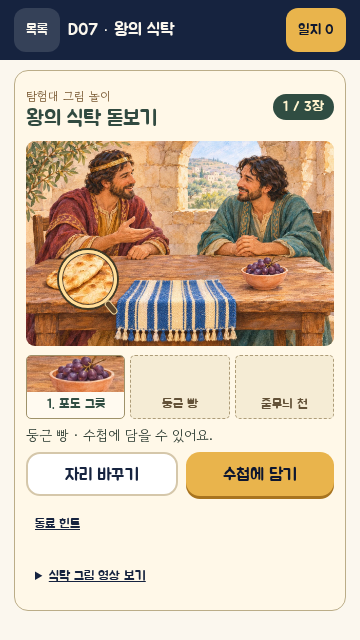 목록
D07 · 왕의 식탁
일지 0
탐험대 그림 놀이
왕의 식탁 돋보기
1 / 3장
1. 포도 그릇
둥근 빵
줄무늬 천
둥근 빵 · 수첩에 담을 수 있어요.
자리 바꾸기
수첩에 담기
동료 힌트
▶ 식탁 그림 영상 보기